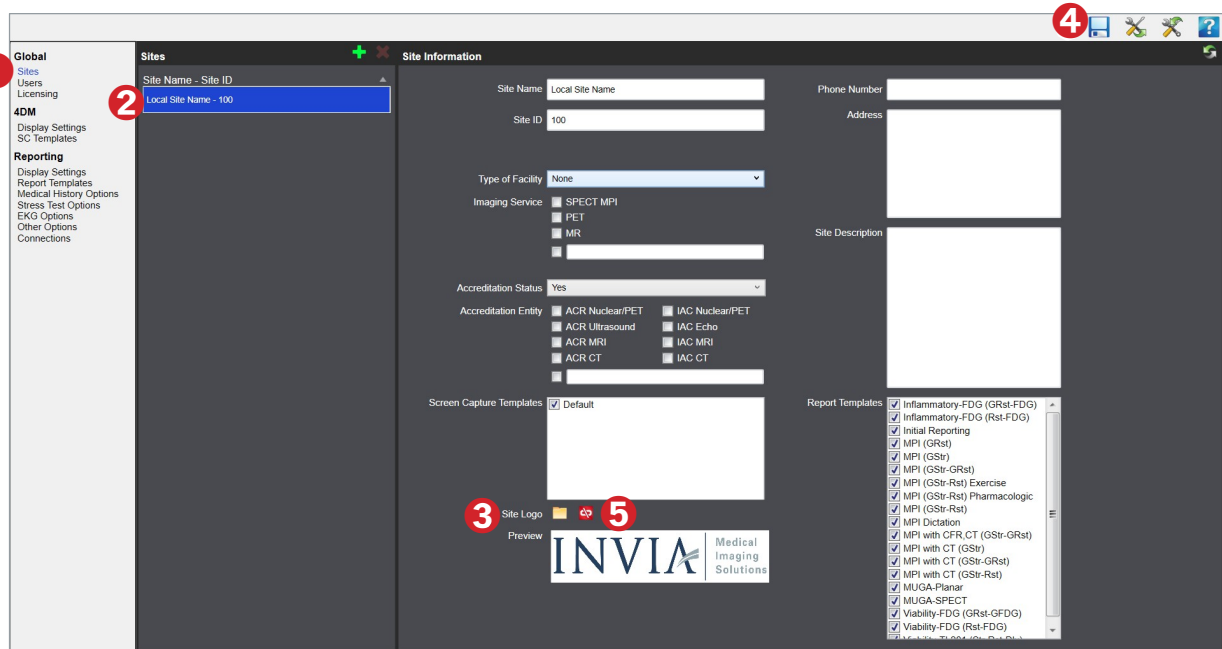 4
?
Global
Sites
Users
Licensing
4DM
Display Settings
SC Templates
Reporting
Display Settings
Report Templates
Medical History Options
Stress Test Options
EKG Options
Other Options
Connections
Sites
Site Name - Site ID
2
Local Site Name - 100
Site Information
Site Name Local Site Name
Site ID 100
Type of Facility None
Imaging Service SPECT MPI
PET
MR
Accreditation Status Yes
Accreditation Entity ACR Nuclear/PET IAC Nuclear/PET
ACR Ultrasound IAC Echo
ACR MRI IAC MRI
ACR CT IAC CT
Screen Capture Templates Default
3 Site Logo 5
Preview
INVIA Medical
Imaging
Solutions
Phone Number
Address
Site Description
Report Templates Inflammatory-FDG (GRst-FDG)
Inflammatory-FDG (Rst-FDG)
Initial Reporting
MPI (GRst)
MPI (GStr)
MPI (GStr-GRst)
MPI (GStr-Rst) Exercise
MPI (GStr-Rst) Pharmacologic
MPI (GStr-Rst)
MPI Dictation
MPI with CFR,CT (GStr-GRst)
MPI with CT (GStr)
MPI with CT (GStr-GRst)
MPI with CT (GStr-Rst)
MUGA-Planar
MUGA-SPECT
Viability-FDG (GRst-GFDG)
Viability-FDG (Rst-FDG)